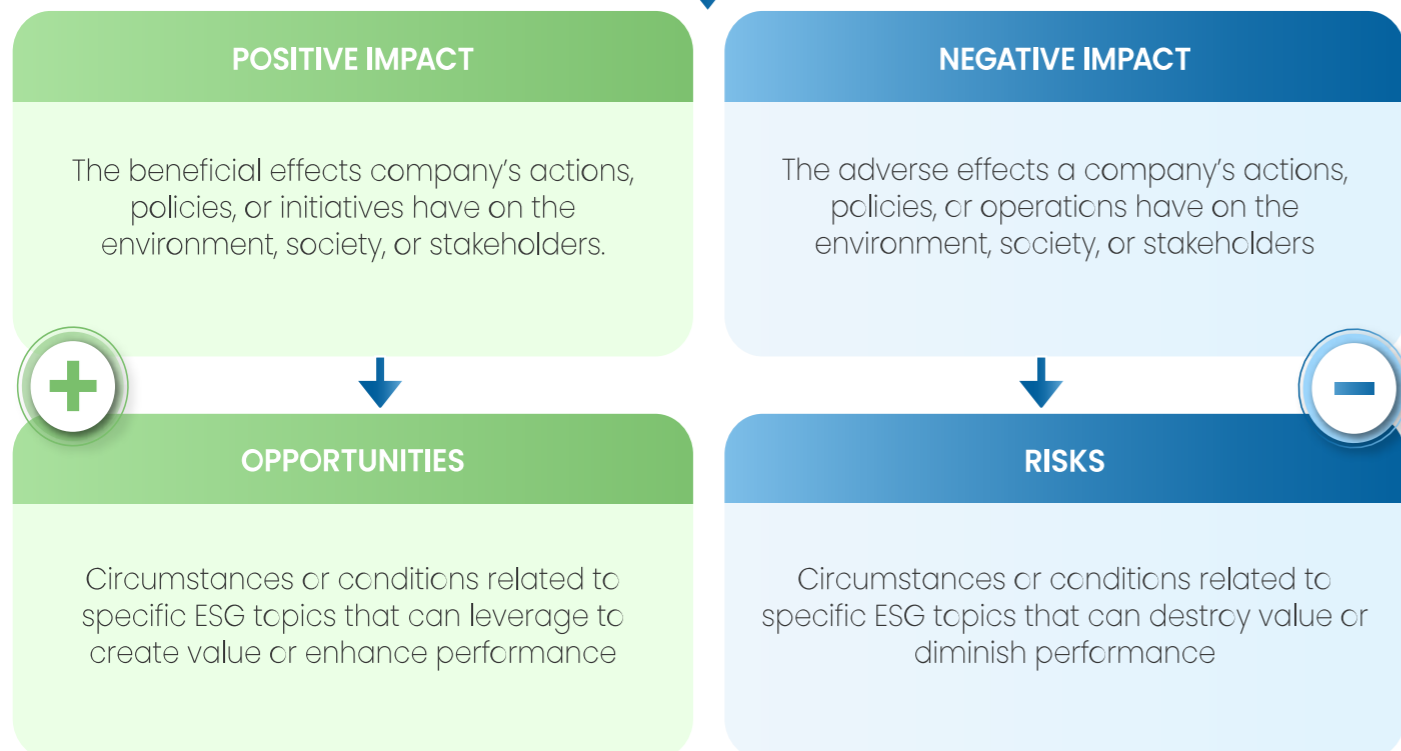 POSITIVE IMPACT
The beneficial effects company's actions,
policies, or initiatives have on the
environment, society, or stakeholders.
NEGATIVE IMPACT
The adverse effects a company's actions,
policies, or operations have on the
environment, society, or stakeholders
OPPORTUNITIES
Circumstances or conditions related to
specific ESG topics that can leverage to
create value or enhance performance
RISKS
Circumstances or conditions related to
specific ESG topics that can destroy value or
diminish performance